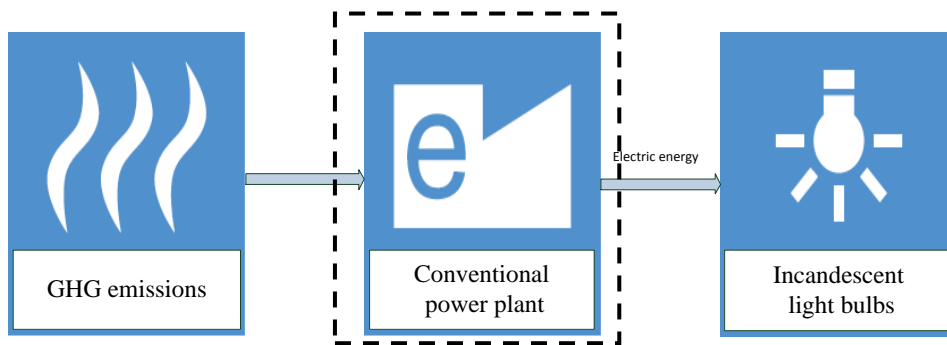 e
Electric energy
GHG emissions
Conventional
power plant
Incandescent
light bulbs